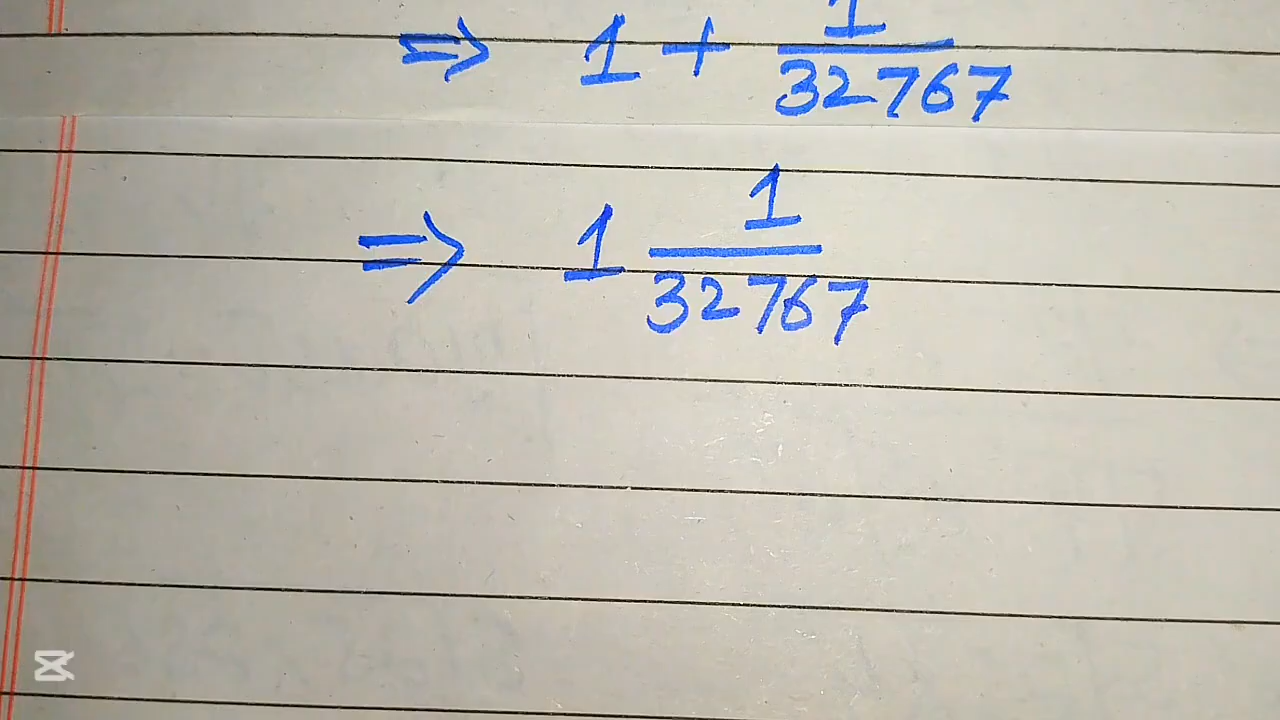 ⇒ 1 + 1/32767
⇒ 1 1/32767